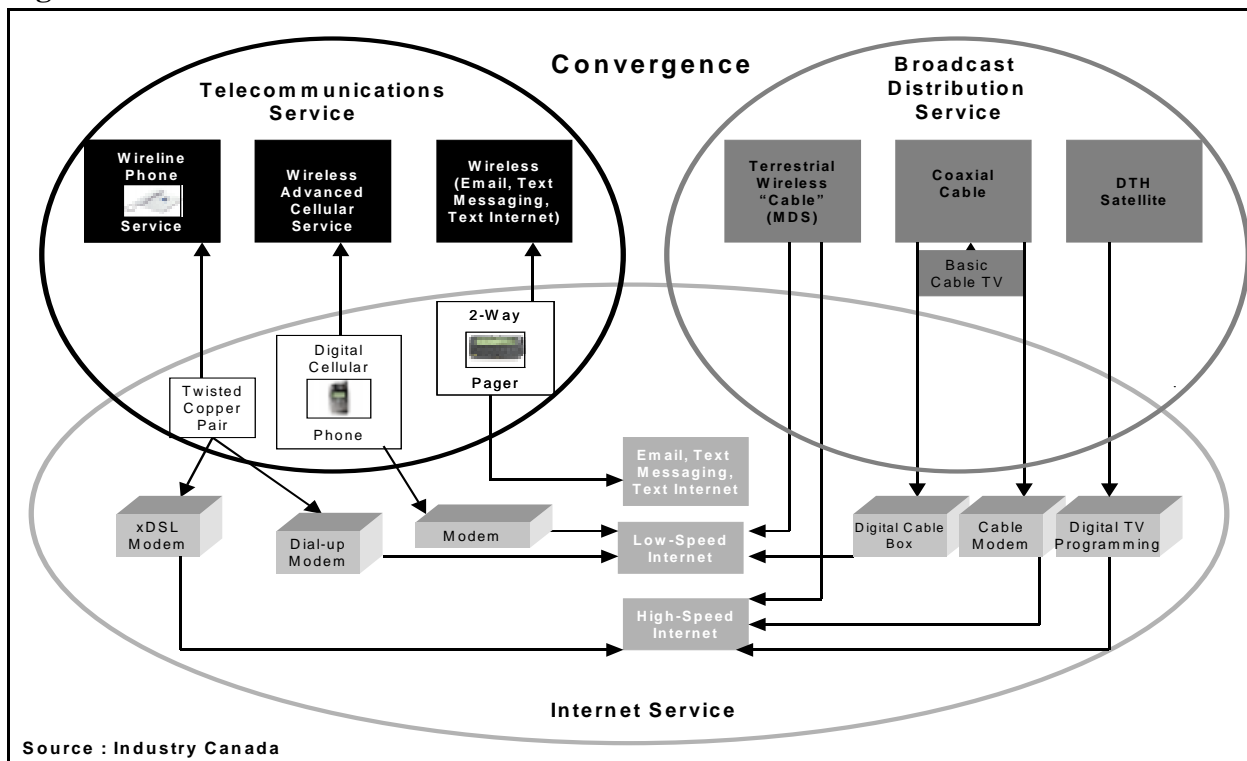 Convergence
Telecommunications
Service
Broadcast
Distribution
Service
Wireline
Phone
Service
Wireless
Advanced
Cellular
Service
Wireless
(Email, Text
Messaging,
Text Internet)
Terrestrial
Wireless
“Cable”
(MDS)
Coaxial
Cable
DTH
Satellite
Basic
Cable TV
Twisted
Copper
Pair
Digital
Cellular
Phone
2-Way
Pager
Email, Text
Messaging,
Text Internet
xDSL
Modem
Dial-up
Modem
Modem
Low-Speed
Internet
Digital Cable
Box
Cable
Modem
Digital TV
Programming
High-Speed
Internet
Internet Service
Source : Industry Canada